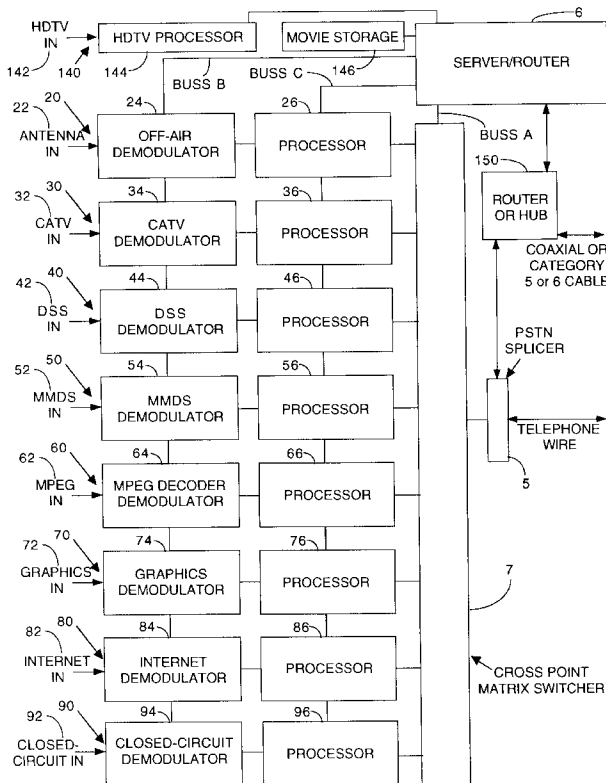 6
HDTV
IN
HDTV PROCESSOR
MOVIE STORAGE
SERVER/ROUTER
142
140
144
146
BUSS B
BUSS C
22
20
24
26
BUSS A
ANTENNA
IN
OFF-AIR
DEMODULATOR
PROCESSOR
150
ROUTER
OR HUB
32
30
34
36
CATV
IN
CATV
DEMODULATOR
PROCESSOR
COAXIAL OR
CATEGORY
5 or 6 CABLE
42
40
44
46
DSS
IN
DSS
DEMODULATOR
PROCESSOR
PSTN
SPLICER
52
50
54
56
MMDS
IN
MMDS
DEMODULATOR
PROCESSOR
TELEPHONE
WIRE
5
62
60
64
66
MPEG
IN
MPEG DECODER
DEMODULATOR
PROCESSOR
72
70
74
76
7
GRAPHICS
IN
GRAPHICS
DEMODULATOR
PROCESSOR
82
80
84
86
INTERNET
IN
INTERNET
DEMODULATOR
PROCESSOR
CROSS POINT
MATRIX SWITCHER
92
90
94
96
CLOSED-
CIRCUIT IN
CLOSED-CIRCUIT
DEMODULATOR
PROCESSOR